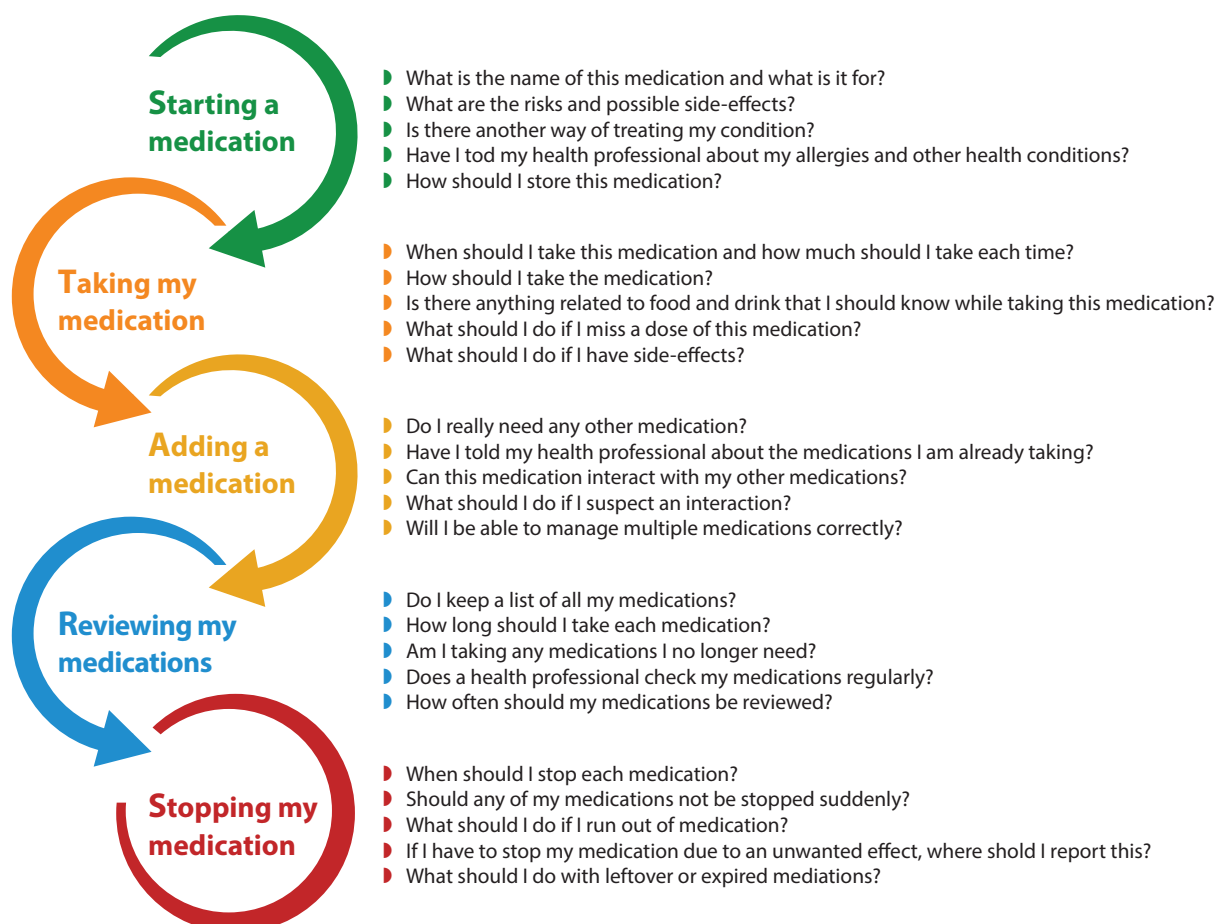 Starting a
medication
What is the name of this medication and what is it for?
What are the risks and possible side-effects?
Is there another way of treating my condition?
Have I tod my health professional about my allergies and other health conditions?
How should I store this medication?
Taking my
medication
When should I take this medication and how much should I take each time?
How should I take the medication?
Is there anything related to food and drink that I should know while taking this medication?
What should I do if I miss a dose of this medication?
What should I do if I have side-effects?
Adding a
medication
Do I really need any other medication?
Have I told my health professional about the medications I am already taking?
Can this medication interact with my other medications?
What should I do if I suspect an interaction?
Will I be able to manage multiple medications correctly?
Reviewing my
medications
Do I keep a list of all my medications?
How long should I take each medication?
Am I taking any medications I no longer need?
Does a health professional check my medications regularly?
How often should my medications be reviewed?
Stopping my
medication
When should I stop each medication?
Should any of my medications not be stopped suddenly?
What should I do if I run out of medication?
If I have to stop my medication due to an unwanted effect, where shold I report this?
What should I do with leftover or expired mediations?